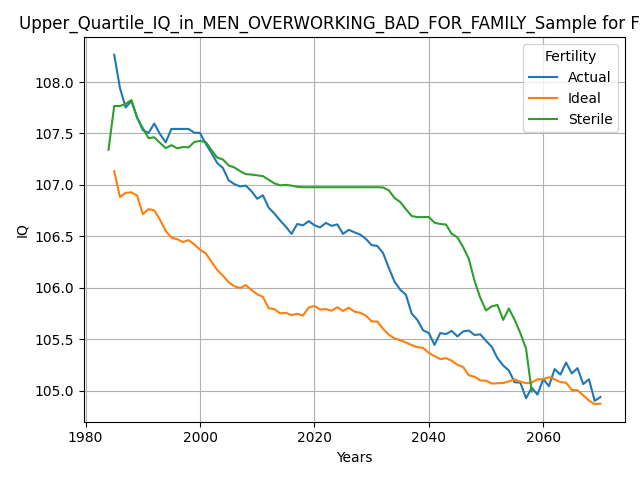 Upper_Quartile_IQ_in_MEN_OVERWORKING_BAD_FOR_FAMILY_Sample for F
Fertility
Actual
Ideal
Sterile
IQ
108.0
107.5
107.0
106.5
106.0
105.5
105.0
1980
2000
2020
2040
2060
Years